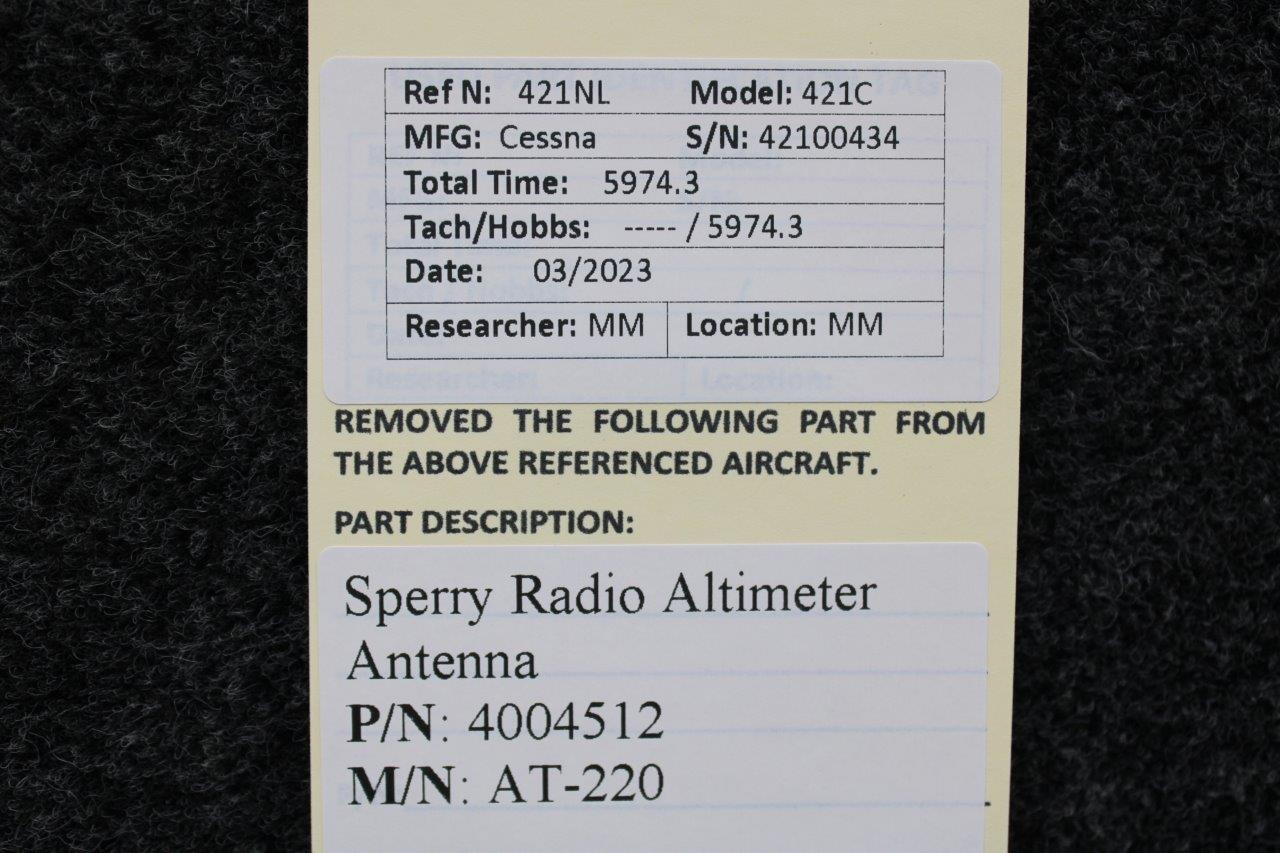 Ref N: 421NL Model: 421C
MFG: Cessna S/N: 42100434
Total Time: 5974.3
Tach/Hobbs: ----- / 5974.3
Date: 03/2023
Researcher: MM Location: MM
REMOVED THE FOLLOWING PART FROM
THE ABOVE REFERENCED AIRCRAFT.
PART DESCRIPTION:
Sperry Radio Altimeter
Antenna
P/N: 4004512
M/N: AT-220